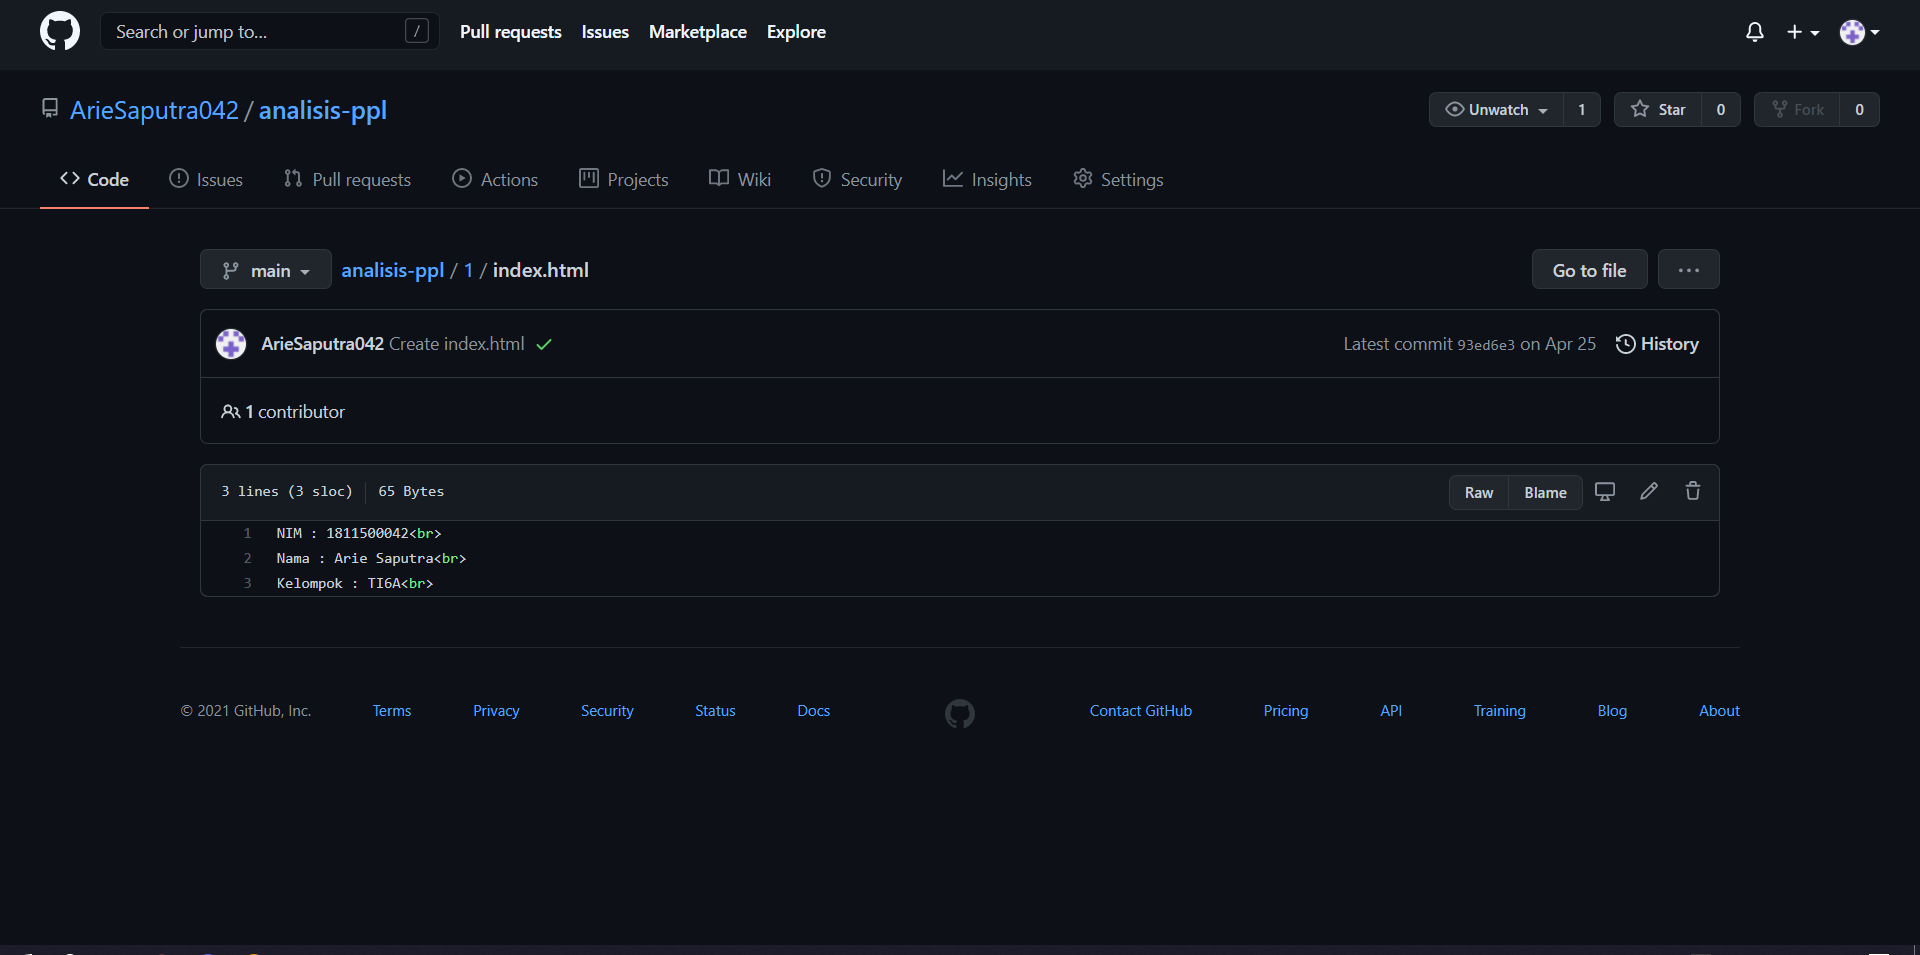 Search or jump to... /
Pull requests Issues Marketplace Explore
ArieSaputra042 / analisis-ppl
Unwatch 1 Star 0 Fork 0
Code Issues Pull requests Actions Projects Wiki Security Insights Settings
main analisis-ppl / 1 / index.html
Go to file ...
ArieSaputra042 Create index.html
Latest commit 93ed6e3 on Apr 25 History
1 contributor
3 lines (3 sloc) 65 Bytes
Raw Blame
1 NIM : 1811500042<br>
2 Nama : Arie Saputra<br>
3 Kelompok : TI6A<br>
© 2021 GitHub, Inc. Terms Privacy Security Status Docs Contact GitHub Pricing API Training Blog About